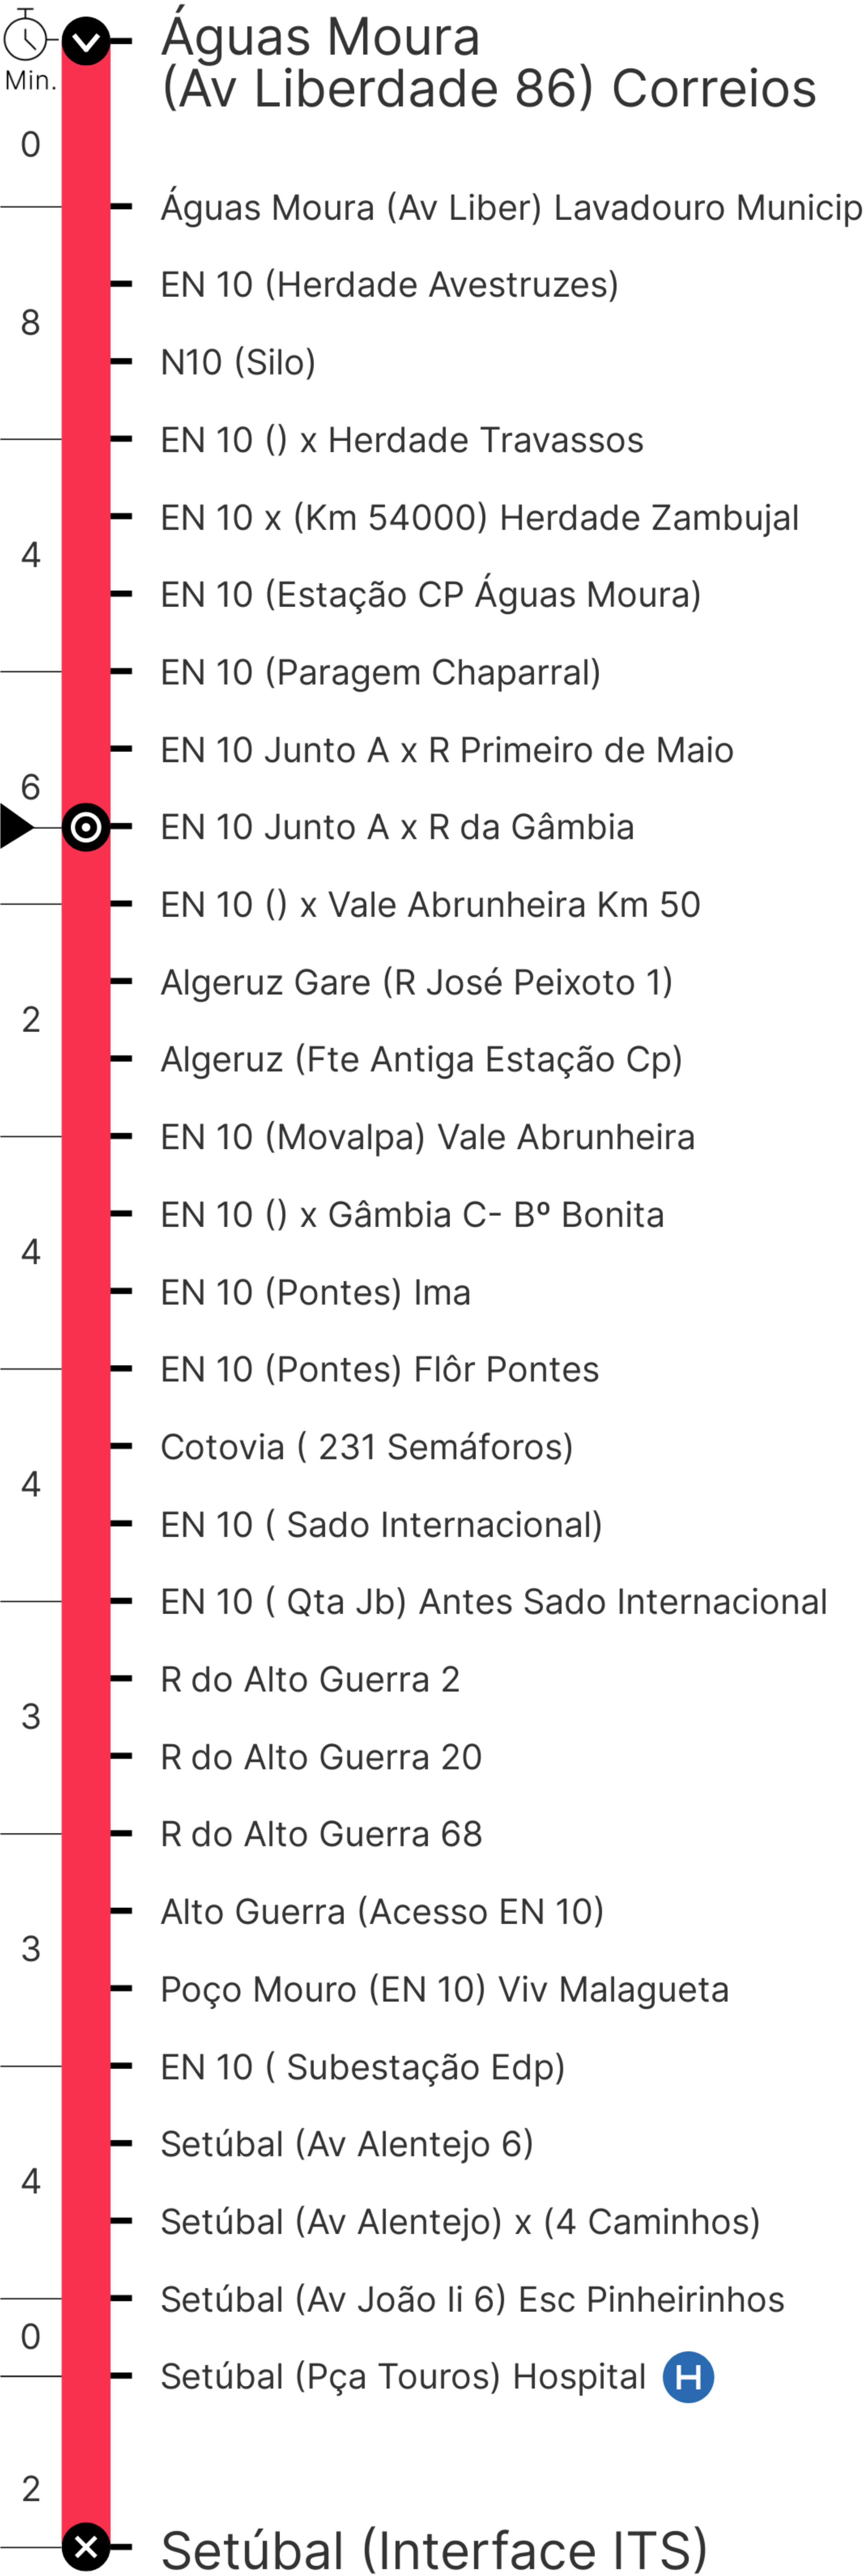 Min.
Águas Moura
(Av Liberdade 86) Correios
0
Águas Moura (Av Liber) Lavadouro Municip
EN 10 (Herdade Avestruzes)
8
N10 (Silo)
EN 10 () x Herdade Travassos
EN 10 x (Km 54000) Herdade Zambujal
4
EN 10 (Estação CP Águas Moura)
EN 10 (Paragem Chaparral)
EN 10 Junto A x R Primeiro de Maio
6
EN 10 Junto A x R da Gâmbia
EN 10 () x Vale Abrunheira Km 50
Algeruz Gare (R José Peixoto 1)
2
Algeruz (Fte Antiga Estação Cp)
EN 10 (Movalpa) Vale Abrunheira
EN 10 () x Gâmbia C- Bº Bonita
4
EN 10 (Pontes) Ima
EN 10 (Pontes) Flôr Pontes
Cotovia ( 231 Semáforos)
4
EN 10 ( Sado Internacional)
EN 10 ( Qta Jb) Antes Sado Internacional
R do Alto Guerra 2
3
R do Alto Guerra 20
R do Alto Guerra 68
Alto Guerra (Acesso EN 10)
3
Poço Mouro (EN 10) Viv Malagueta
EN 10 ( Subestação Edp)
Setúbal (Av Alentejo 6)
4
Setúbal (Av Alentejo) x (4 Caminhos)
Setúbal (Av João Ii 6) Esc Pinheirinhos
0
Setúbal (Pça Touros) Hospital H
2
Setúbal (Interface ITS)